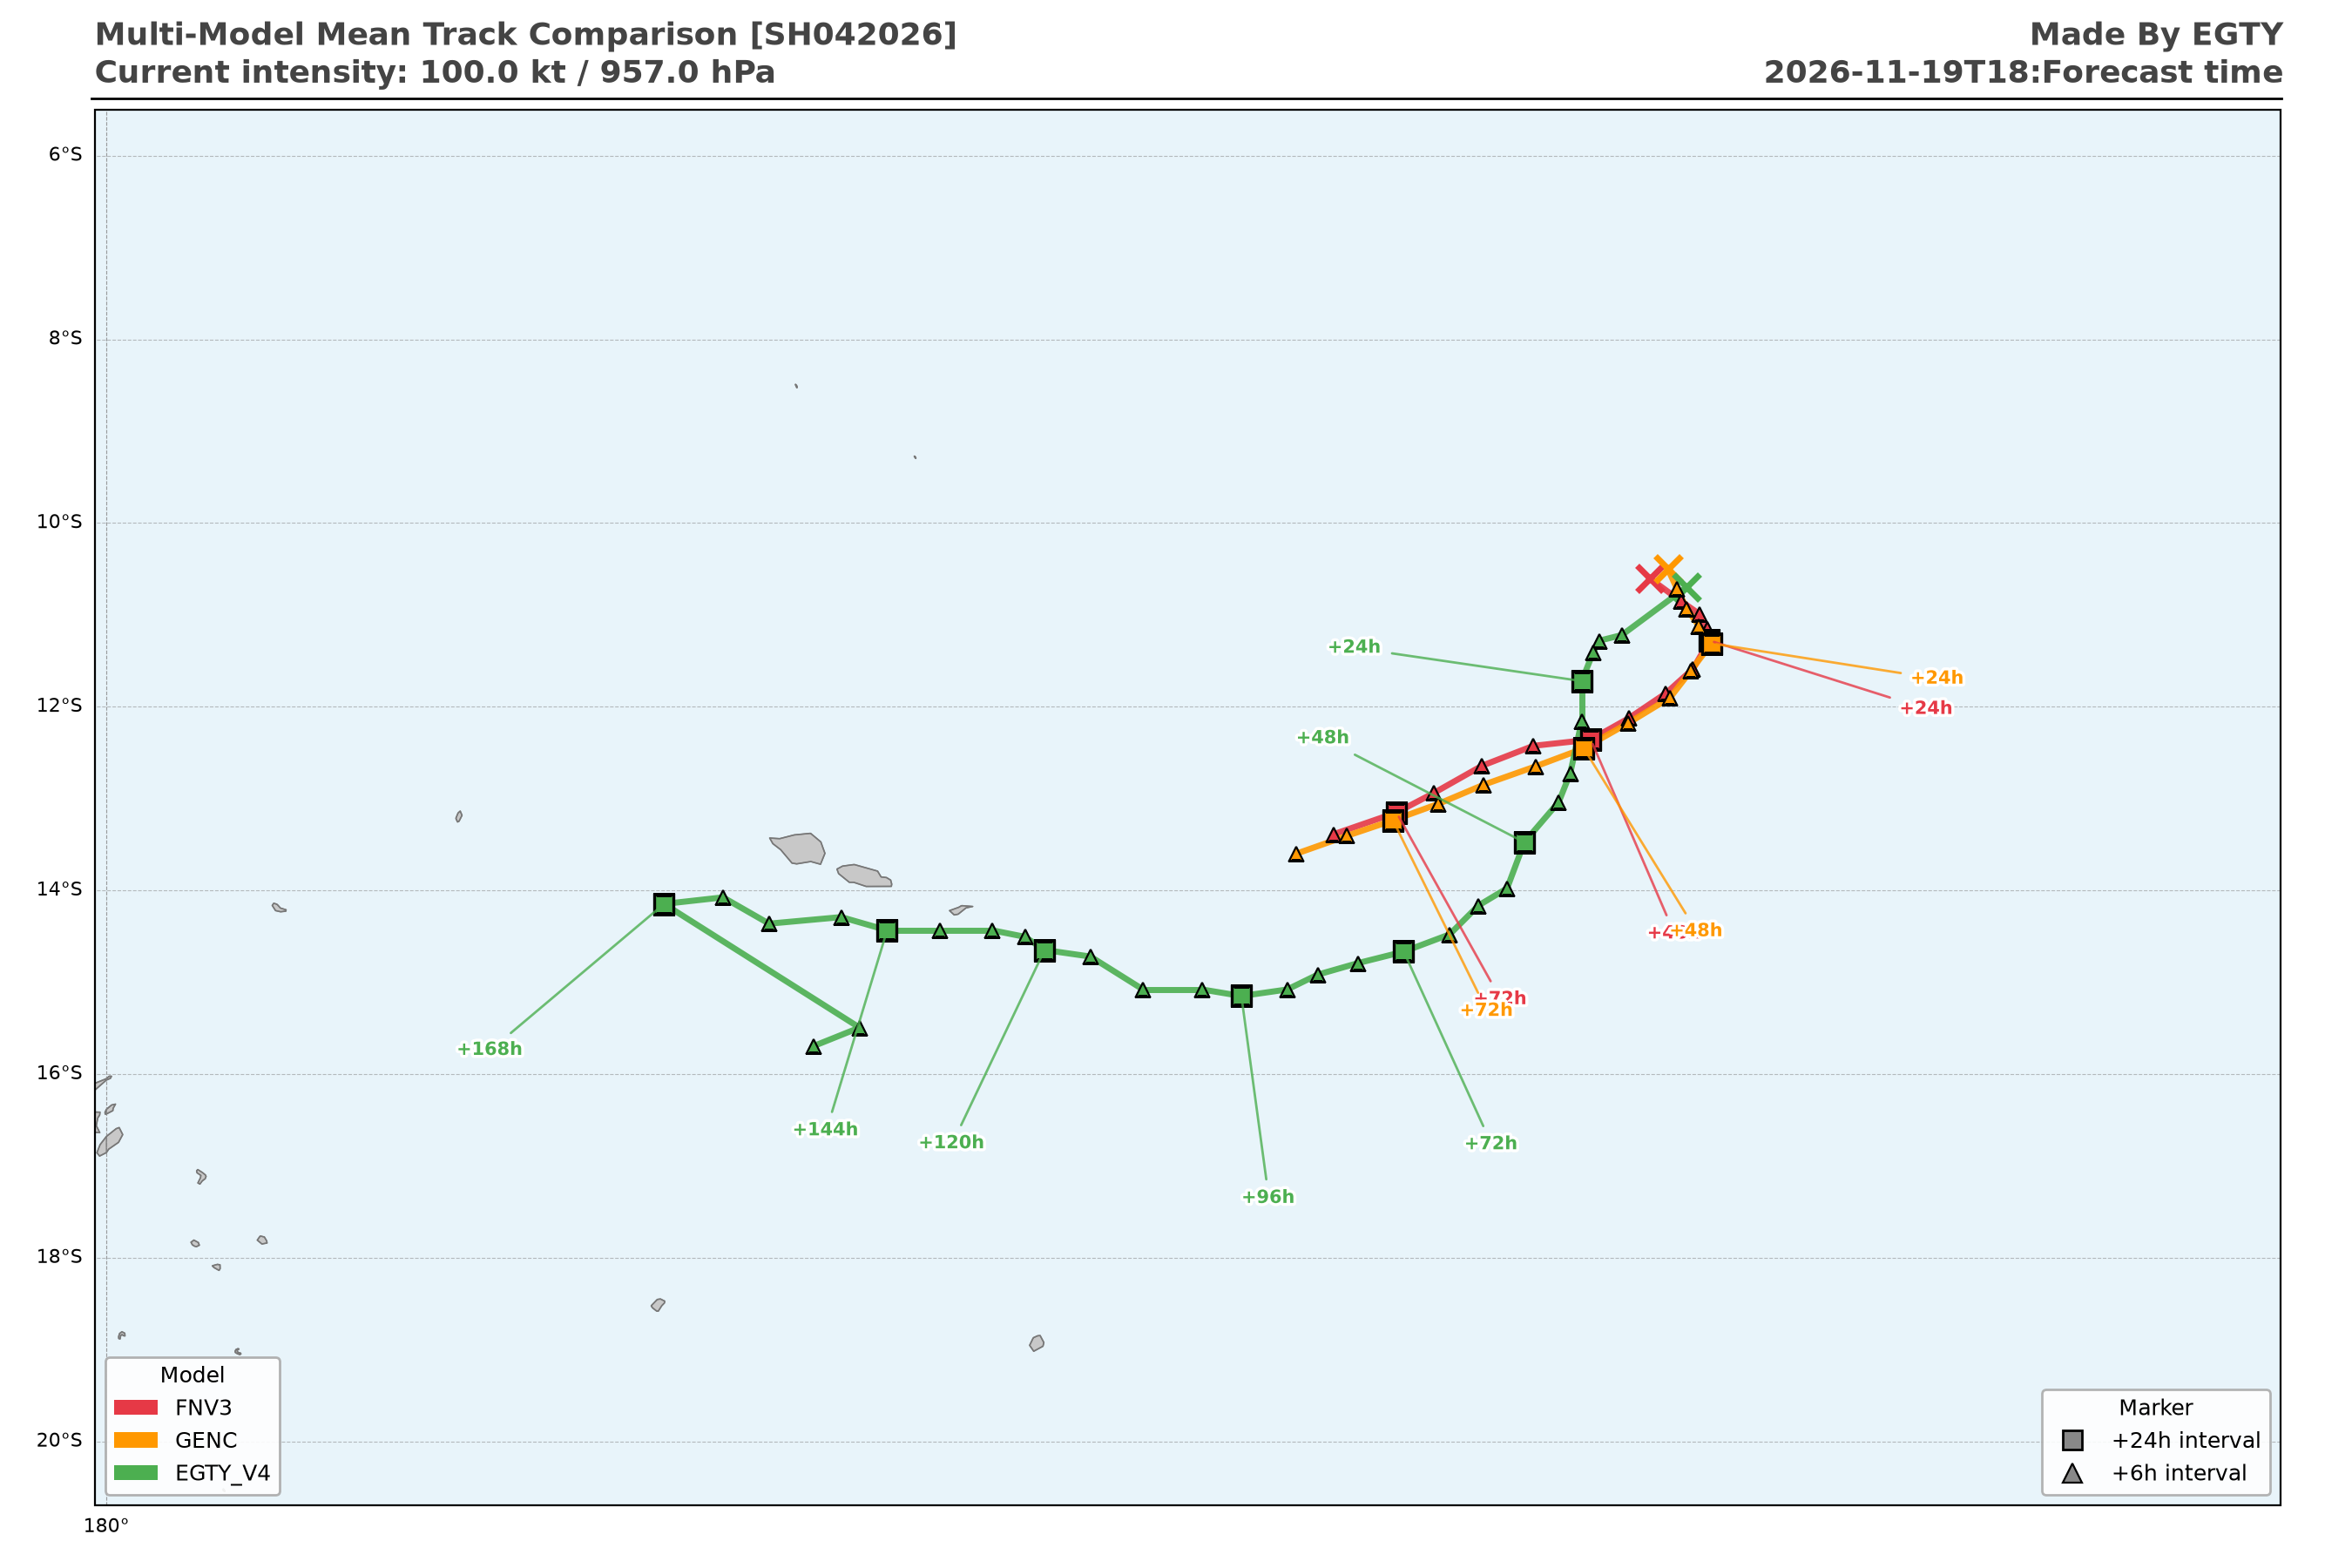 Multi-Model Mean Track Comparison [SH042026]
Current intensity: 100.0 kt / 957.0 hPa
Made By EGTY
2026-11-19T18:Forecast time
6°S
8°S
10°S
12°S
14°S
16°S
18°S
20°S
180°
+24h
+24h
+24h
+48h
+48h
+72h
+72h
+168h
+144h
+120h
+72h
+96h
Model
FNV3
GENC
EGTY_V4
Marker
+24h interval
+6h interval